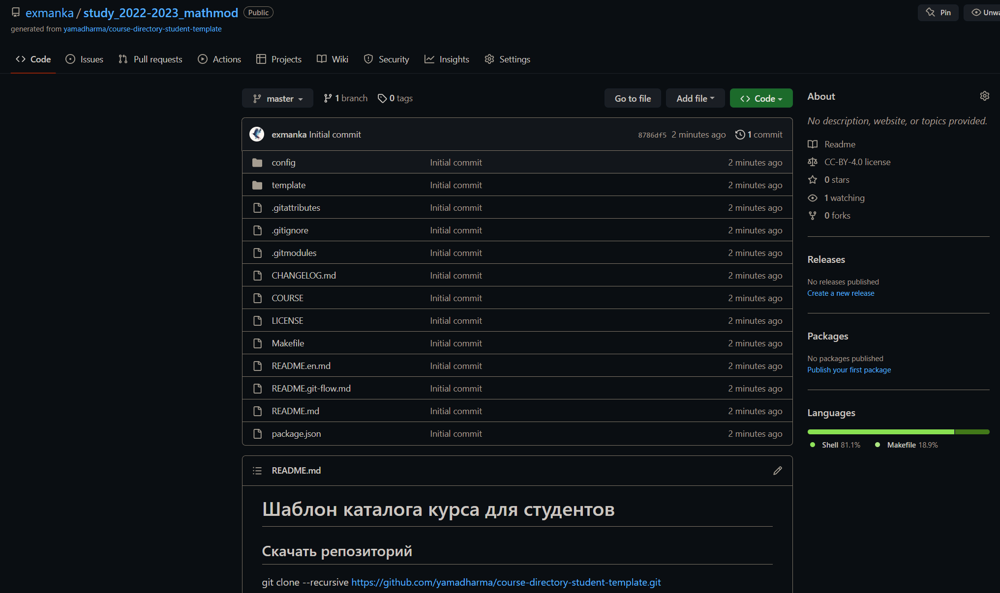 exmanka / study_2022-2023_mathmod Public
Pin
generated from yamadharma/course-directory-student-template
Code Issues Pull requests Actions Projects Wiki Security Insights Settings
master 1 branch 0 tags Go to file Add file Code
exmanka Initial commit 8786df5 2 minutes ago 1 commit
config Initial commit 2 minutes ago
template Initial commit 2 minutes ago
.gitattributes Initial commit 2 minutes ago
.gitignore Initial commit 2 minutes ago
.gitmodules Initial commit 2 minutes ago
CHANGELOG.md Initial commit 2 minutes ago
COURSE Initial commit 2 minutes ago
LICENSE Initial commit 2 minutes ago
Makefile Initial commit 2 minutes ago
README.en.md Initial commit 2 minutes ago
README.git-flow.md Initial commit 2 minutes ago
README.md Initial commit 2 minutes ago
package.json Initial commit 2 minutes ago
README.md
Шаблон каталога курса для студентов
Скачать репозиторий
git clone --recursive https://github.com/yamadharma/course-directory-student-template.git
About
No description, website, or topics provided.
Readme
CC-BY-4.0 license
0 stars
1 watching
0 forks
Releases
No releases published
Create a new release
Packages
No packages published
Publish your first package
Languages
Shell 81.1% Makefile 18.9%